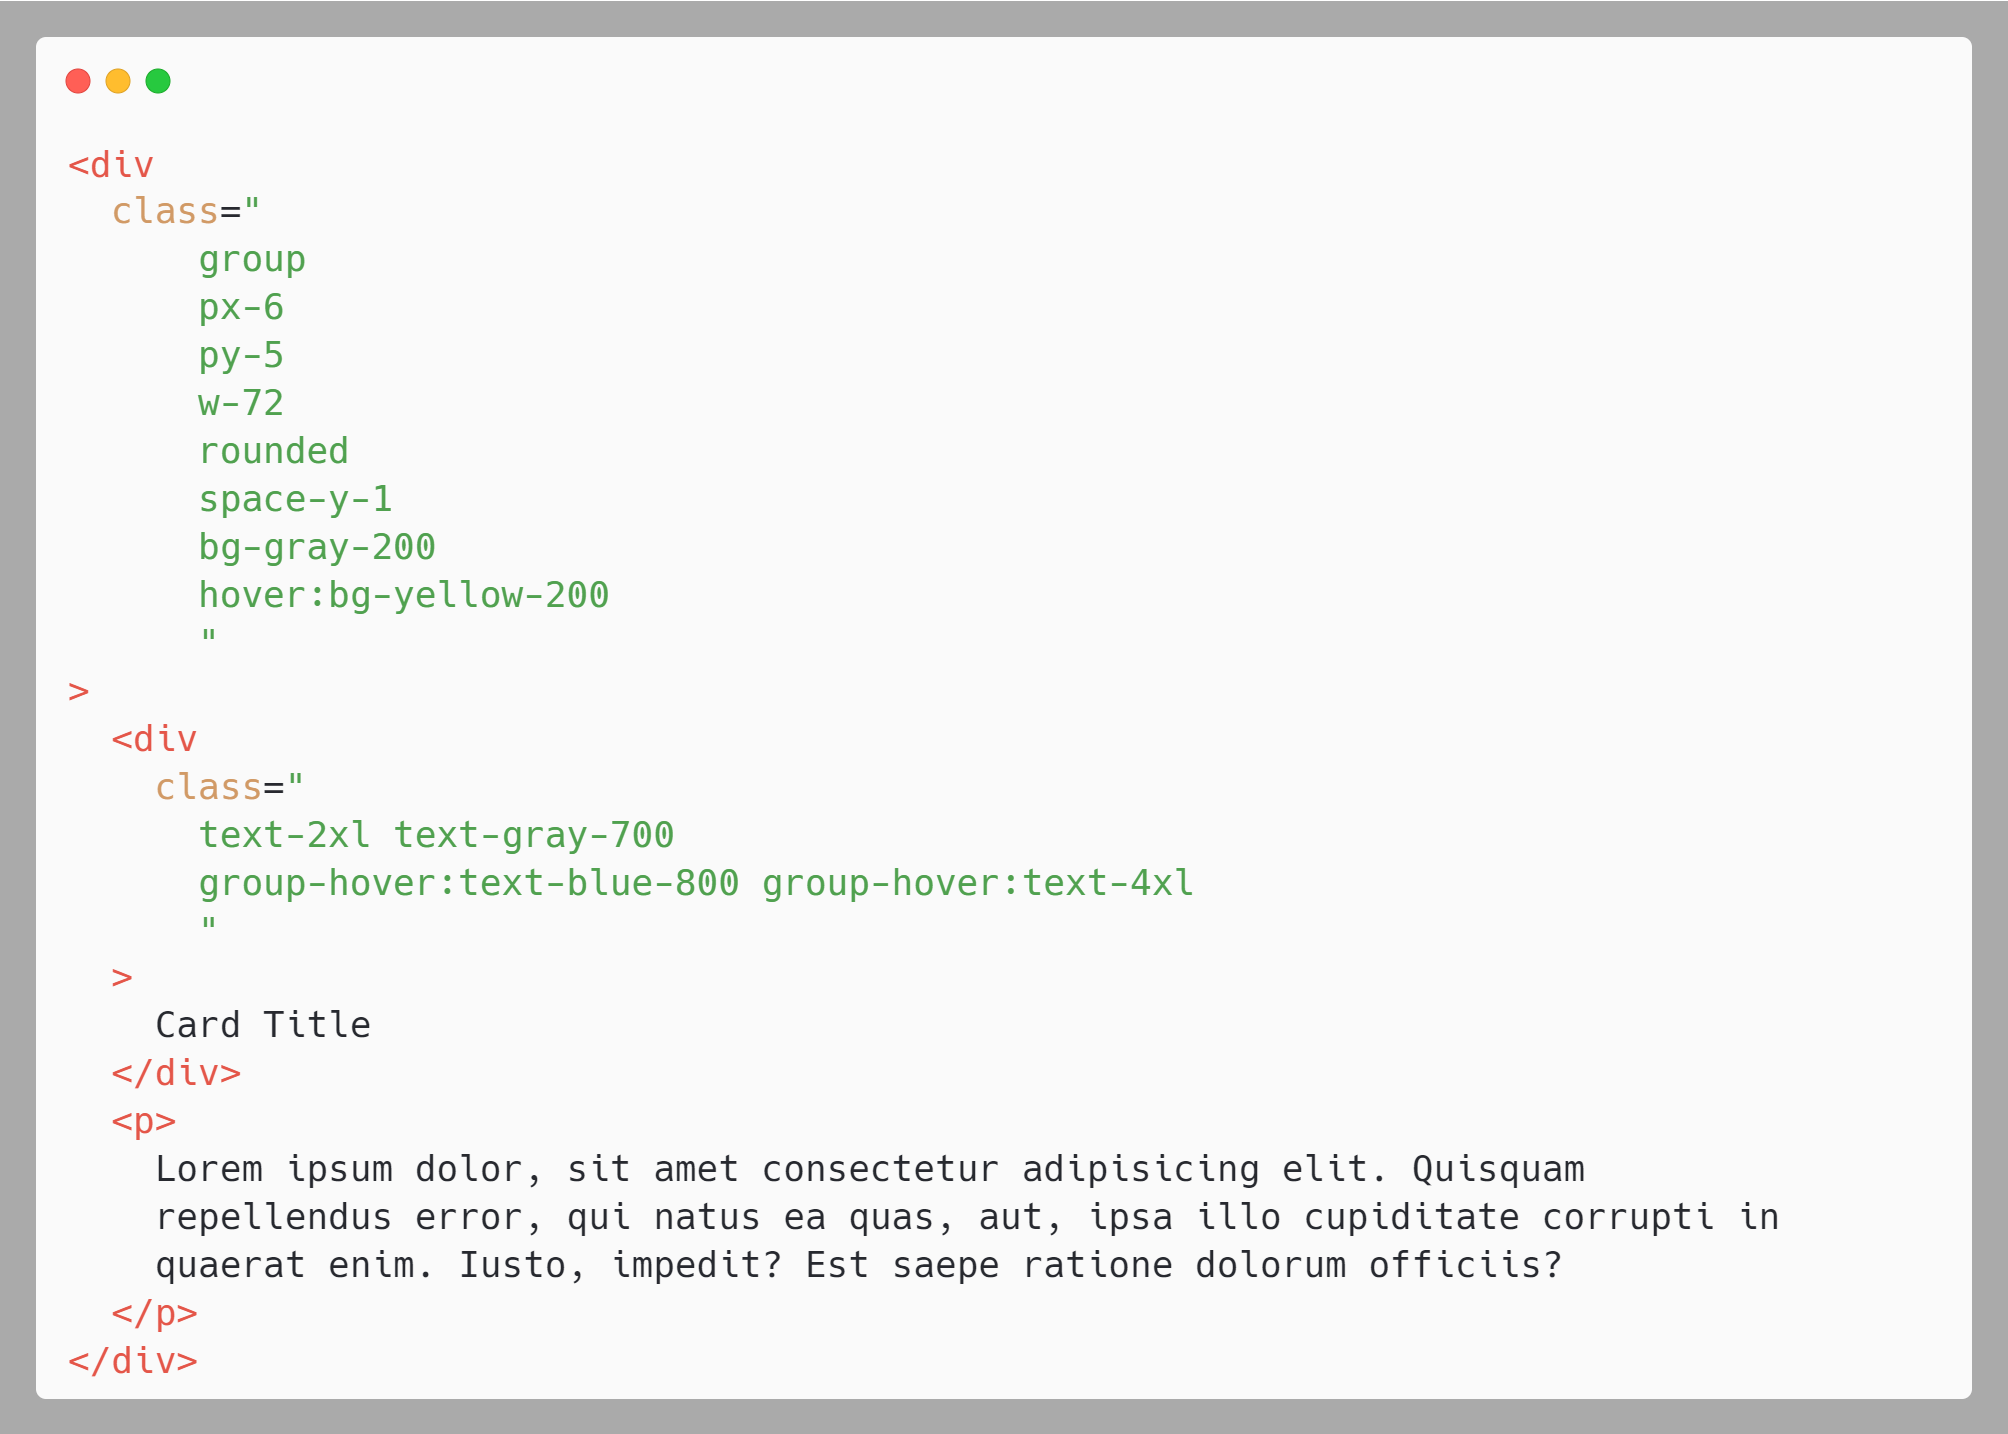 <div
  class="
      group
      px-6
      py-5
      w-72
      rounded
      space-y-1
      bg-gray-200
      hover:bg-yellow-200
      "
>
  <div
    class="
      text-2xl text-gray-700
      group-hover:text-blue-800 group-hover:text-4xl
      "
  >
    Card Title
  </div>
  <p>
    Lorem ipsum dolor, sit amet consectetur adipisicing elit. Quisquam
    repellendus error, qui natus ea quas, aut, ipsa illo cupiditate corrupti in
    quaerat enim. Iusto, impedit? Est saepe ratione dolorum officiis?
  </p>
</div>